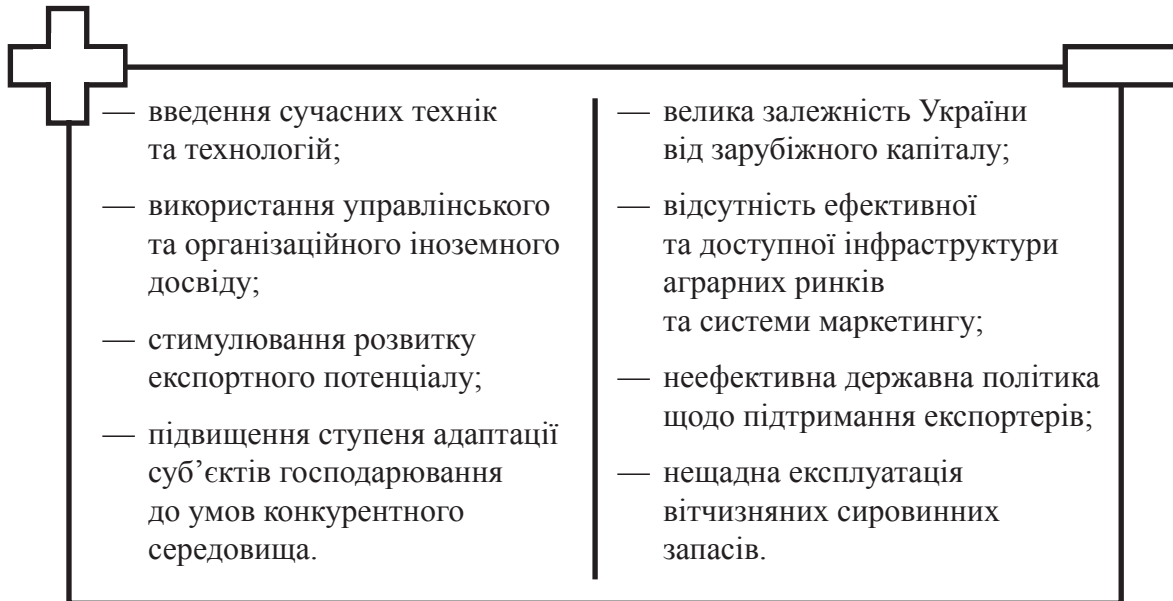 — введення сучасних технік
та технологій;
— використання управлінського
та організаційного іноземного
досвіду;
— стимулювання розвитку
експортного потенціалу;
— підвищення ступеня адаптації
суб’єктів господарювання
до умов конкурентного
середовища.
— велика залежність України
від зарубіжного капіталу;
— відсутність ефективної
та доступної інфраструктури
аграрних ринків
та системи маркетингу;
— неефективна державна політика
щодо підтримання експортерів;
— нещадна експлуатація
вітчизняних сировинних
запасів.